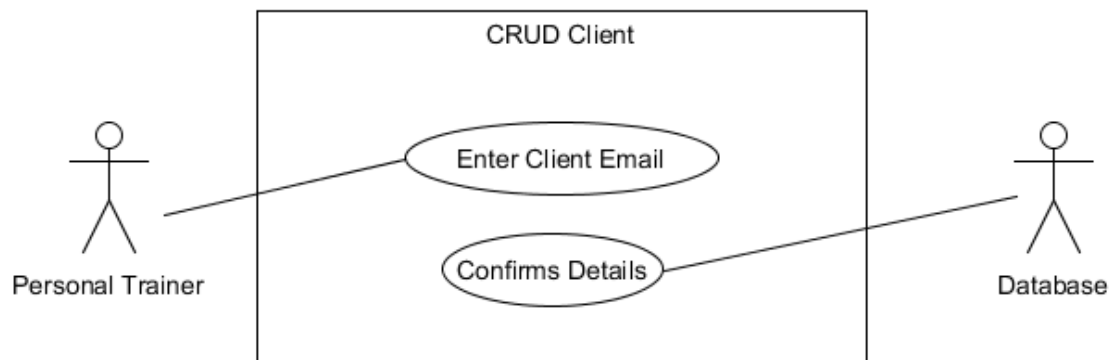 CRUD Client
Enter Client Email
Confirms Details
Personal Trainer
Database